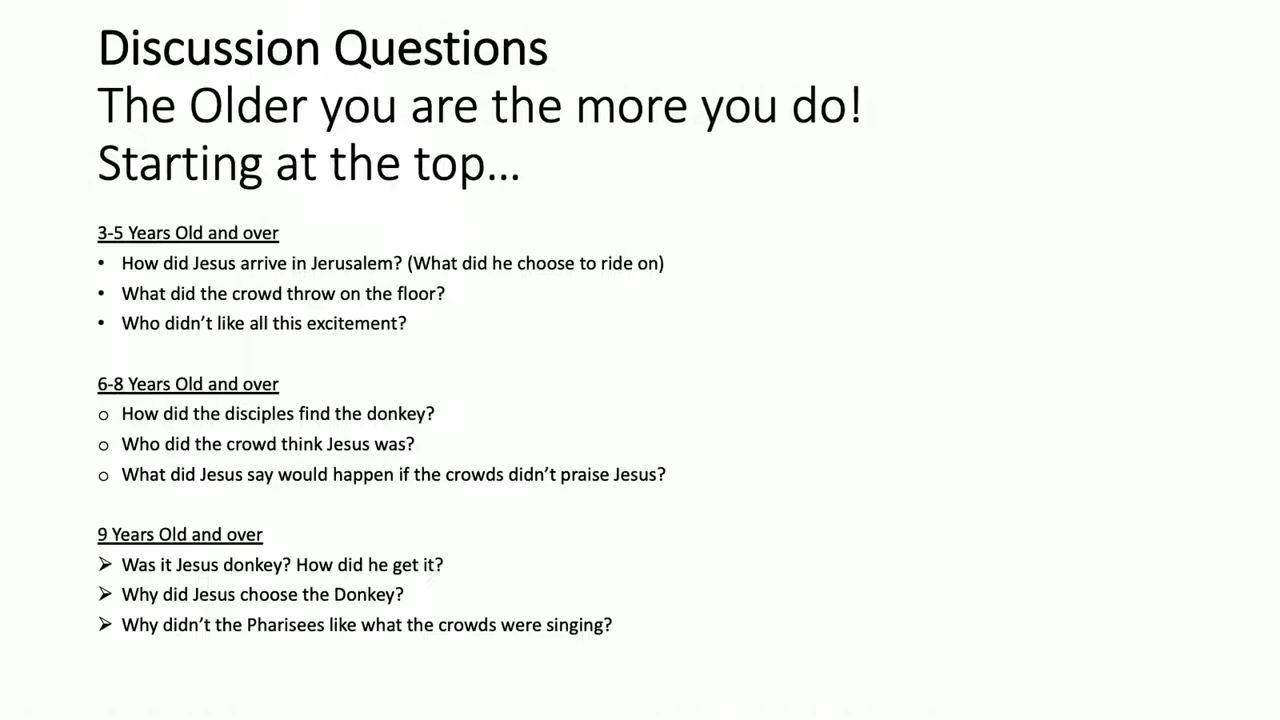 Discussion Questions
The Older you are the more you do!
Starting at the top…
3-5 Years Old and over
• How did Jesus arrive in Jerusalem? (What did he choose to ride on)
• What did the crowd throw on the floor?
• Who didn’t like all this excitement?
6-8 Years Old and over
o How did the disciples find the donkey?
o Who did the crowd think Jesus was?
o What did Jesus say would happen if the crowds didn’t praise Jesus?
9 Years Old and over
➢ Was it Jesus donkey? How did he get it?
➢ Why did Jesus choose the Donkey?
➢ Why didn’t the Pharisees like what the crowds were singing?